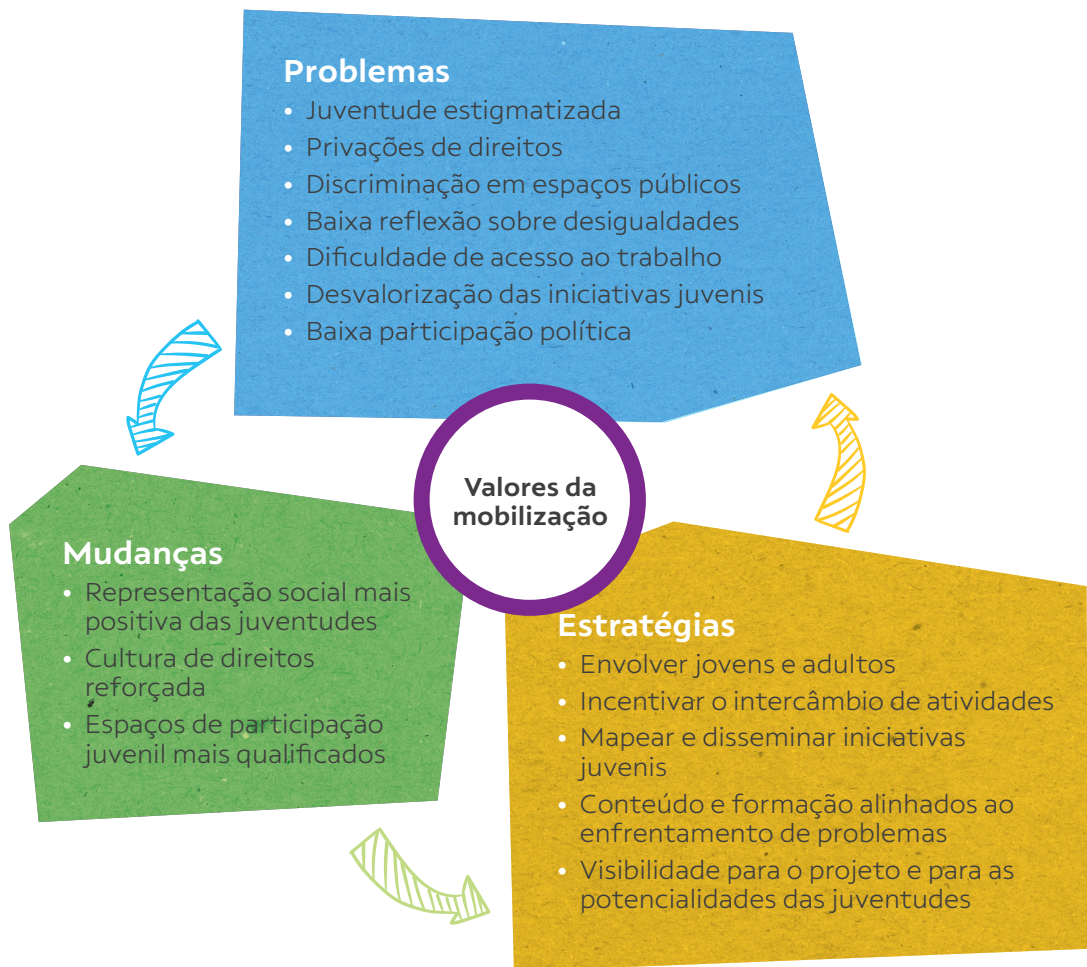 Problemas
• Juventude estigmatizada
• Privações de direitos
• Discriminação em espaços públicos
• Baixa reflexão sobre desigualdades
• Dificuldade de acesso ao trabalho
• Desvalorização das iniciativas juvenis
• Baixa participação política
Valores da
mobilização
Mudanças
• Representação social mais
positiva das juventudes
• Cultura de direitos
reforçada
• Espaços de participação
juvenil mais qualificados
Estratégias
• Envolver jovens e adultos
• Incentivar o intercâmbio de atividades
• Mapear e disseminar iniciativas
juvenis
• Conteúdo e formação alinhados ao
enfrentamento de problemas
• Visibilidade para o projeto e para as
potencialidades das juventudes